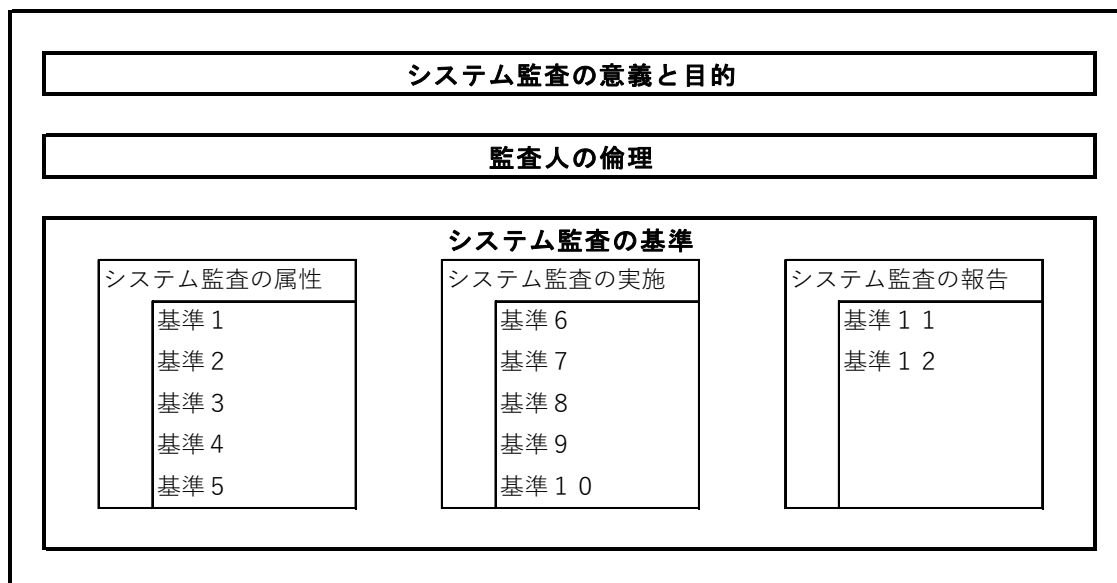 システム監査の意義と目的
監査人の倫理
システム監査の基準
システム監査の属性
基準1
基準2
基準3
基準4
基準5
システム監査の実施
基準6
基準7
基準8
基準9
基準10
システム監査の報告
基準11
基準12